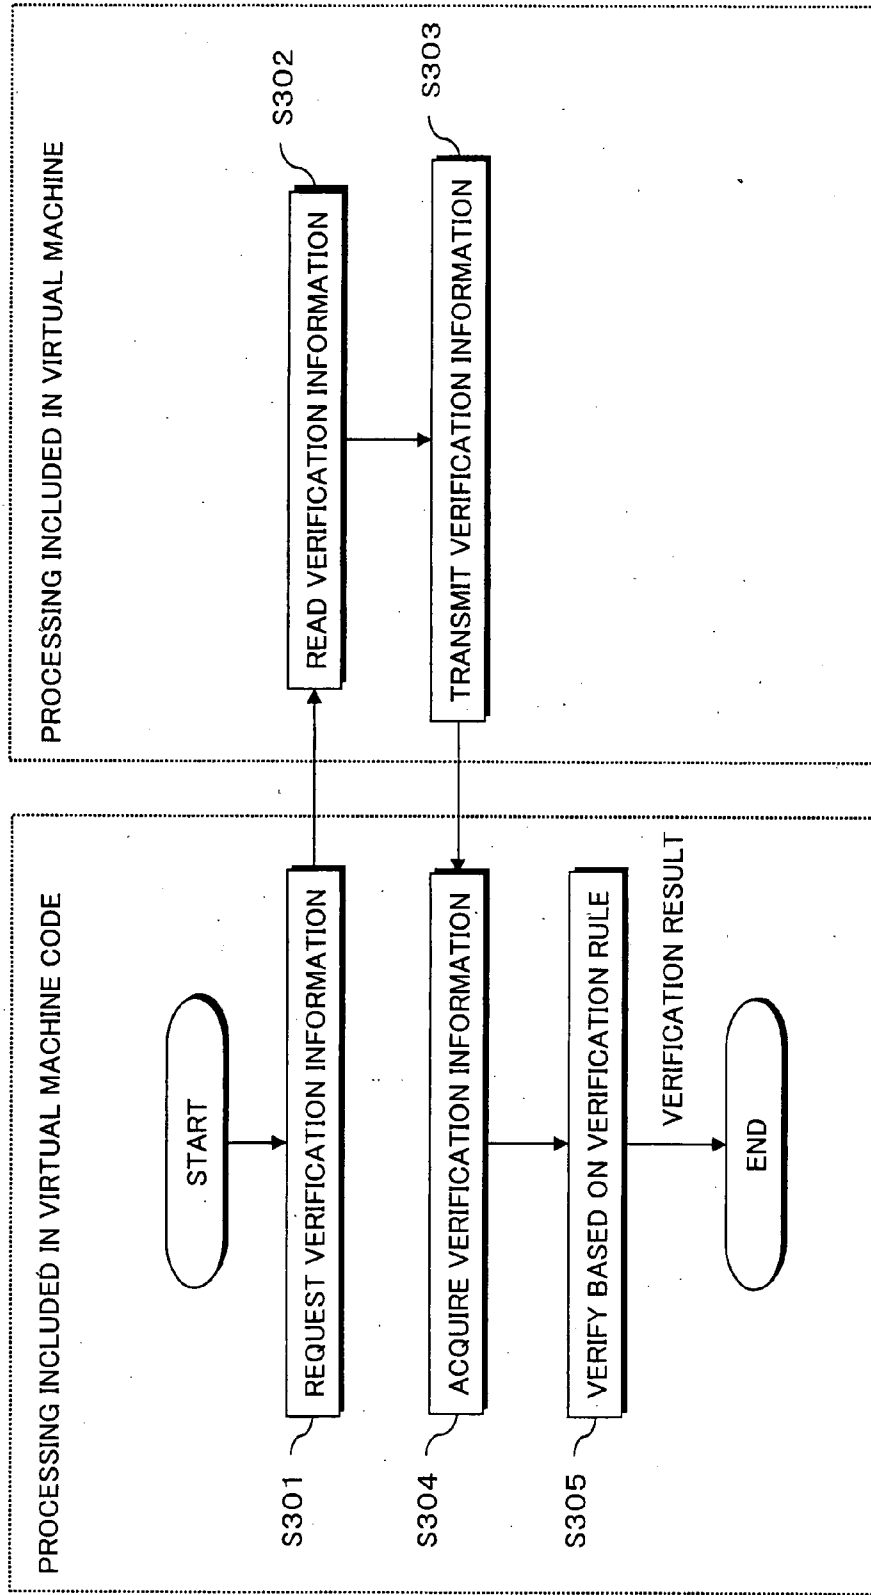 PROCESSING INCLUDED IN VIRTUAL MACHINE CODE
START
S301
REQUEST VERIFICATION INFORMATION
S304
ACQUIRE VERIFICATION INFORMATION
S305
VERIFY BASED ON VERIFICATION RULE
VERIFICATION RESULT
END
PROCESSING INCLUDED IN VIRTUAL MACHINE
S302
READ VERIFICATION INFORMATION
S303
TRANSMIT VERIFICATION INFORMATION